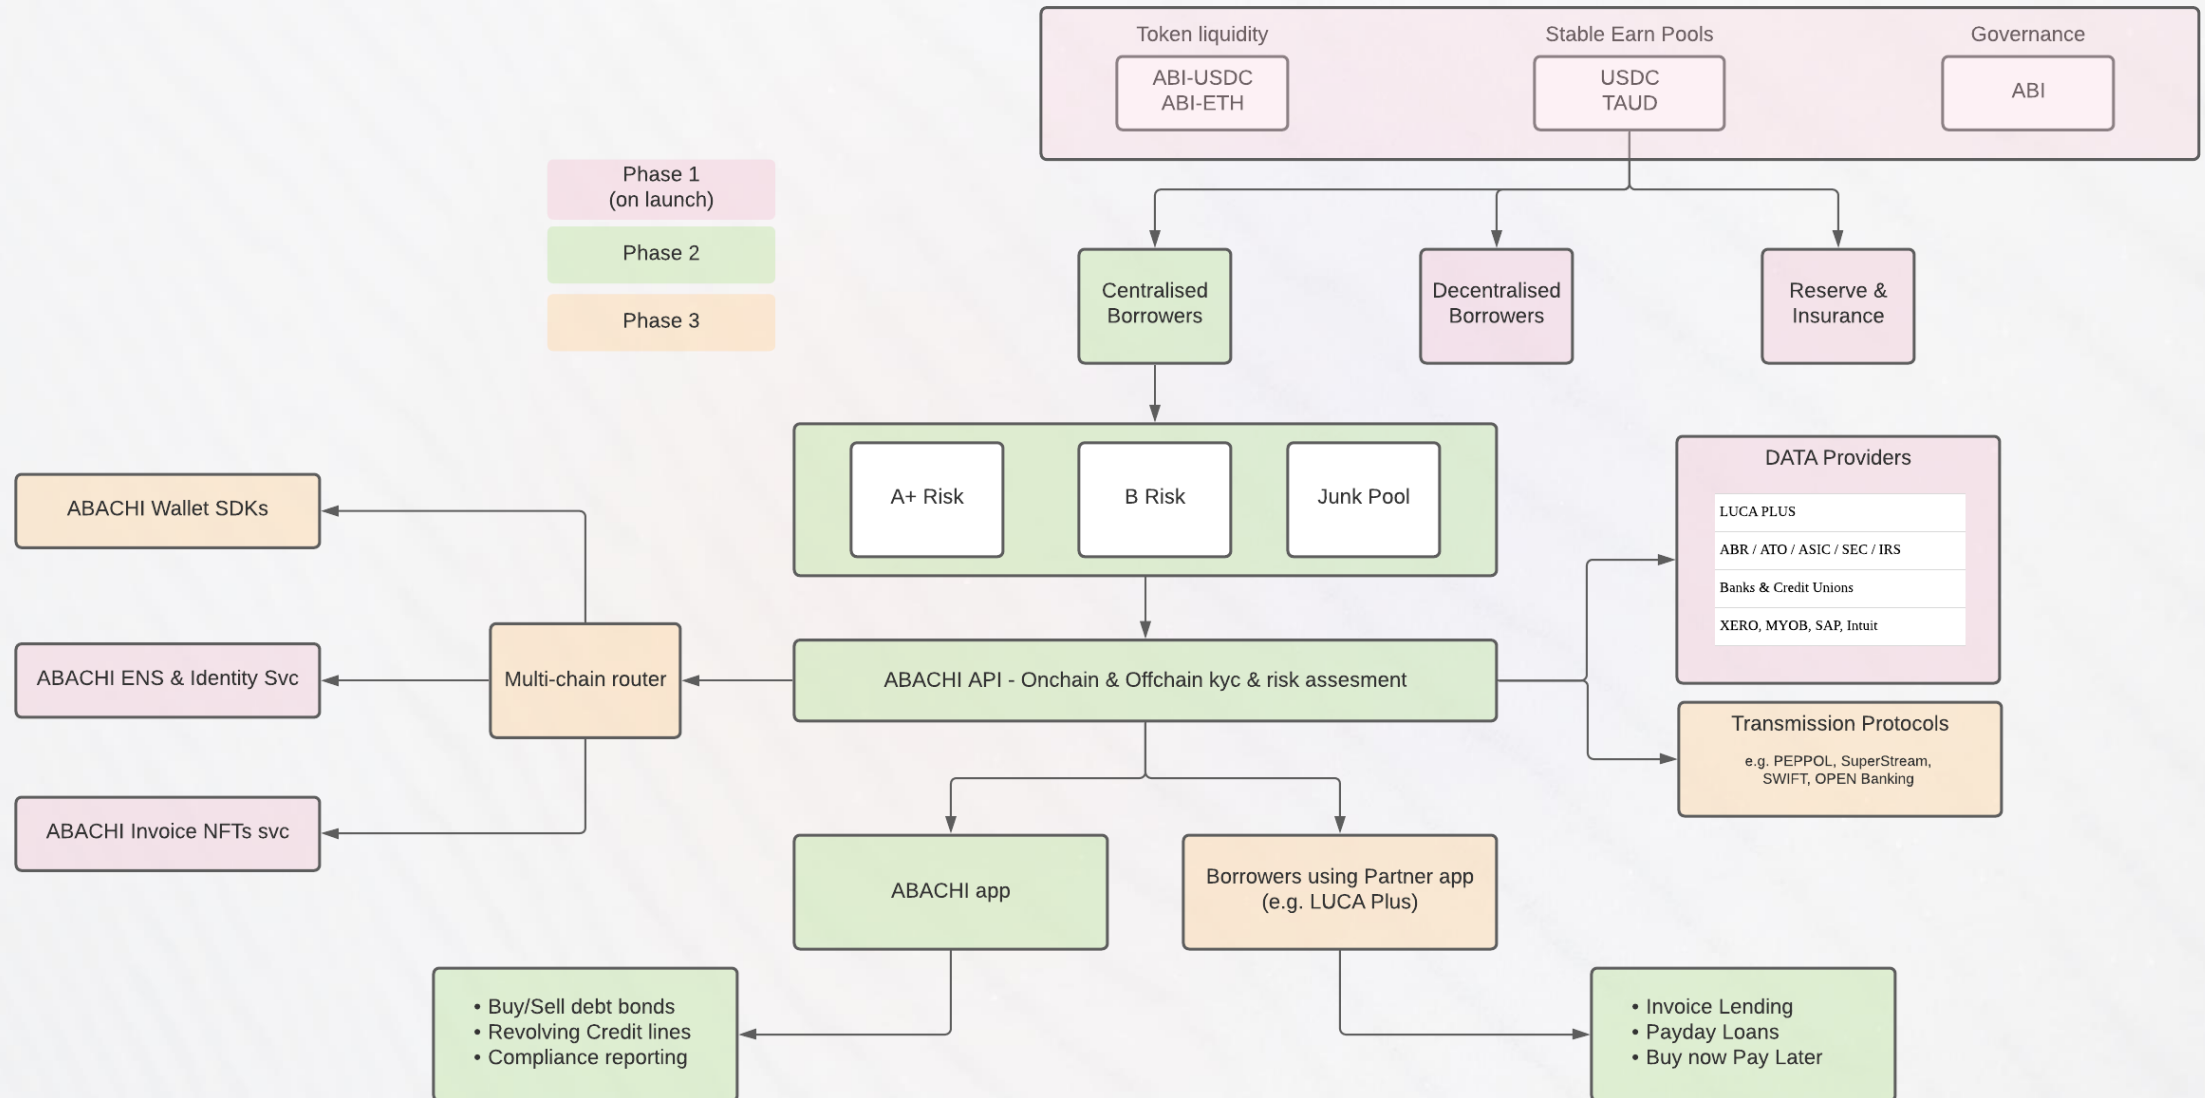 Token liquidity
ABI-USDC
ABI-ETH
Stable Earn Pools
USDC
TAUD
Governance
ABI
Phase 1
(on launch)
Phase 2
Phase 3
Centralised
Borrowers
Decentralised
Borrowers
Reserve &
Insurance
A+ Risk
B Risk
Junk Pool
DATA Providers
LUCA PLUS
ABR / ATO / ASIC / SEC / IRS
Banks & Credit Unions
XERO, MYOB, SAP, Intuit
ABACHI Wallet SDKs
ABACHI ENS & Identity Svc
ABACHI Invoice NFTs svc
Multi-chain router
ABACHI API - Onchain & Offchain kyc & risk assesment
Transmission Protocols
e.g. PEPPOL, SuperStream,
SWIFT, OPEN Banking
ABACHI app
Borrowers using Partner app
(e.g. LUCA Plus)
• Buy/Sell debt bonds
• Revolving Credit lines
• Compliance reporting
• Invoice Lending
• Payday Loans
• Buy now Pay Later